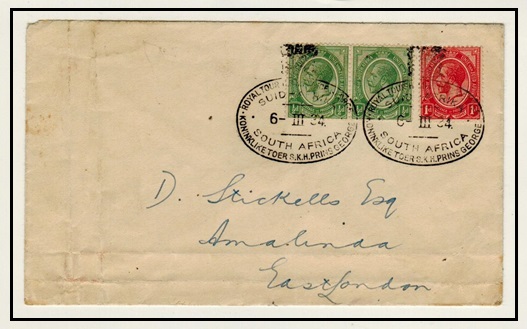 ROYAL TOUR
SUID
6- III 34.
SOUTH AFRICA
KONINKLIKE TOER S.K.H. PRINS GEORGE
ROYAL TOUR
6 III 34.
SOUTH AFRICA
KONINKLIKE TOER S.K.H. PRINS GEORGE
1d
D. Stickells Esq
Amalinda
East London